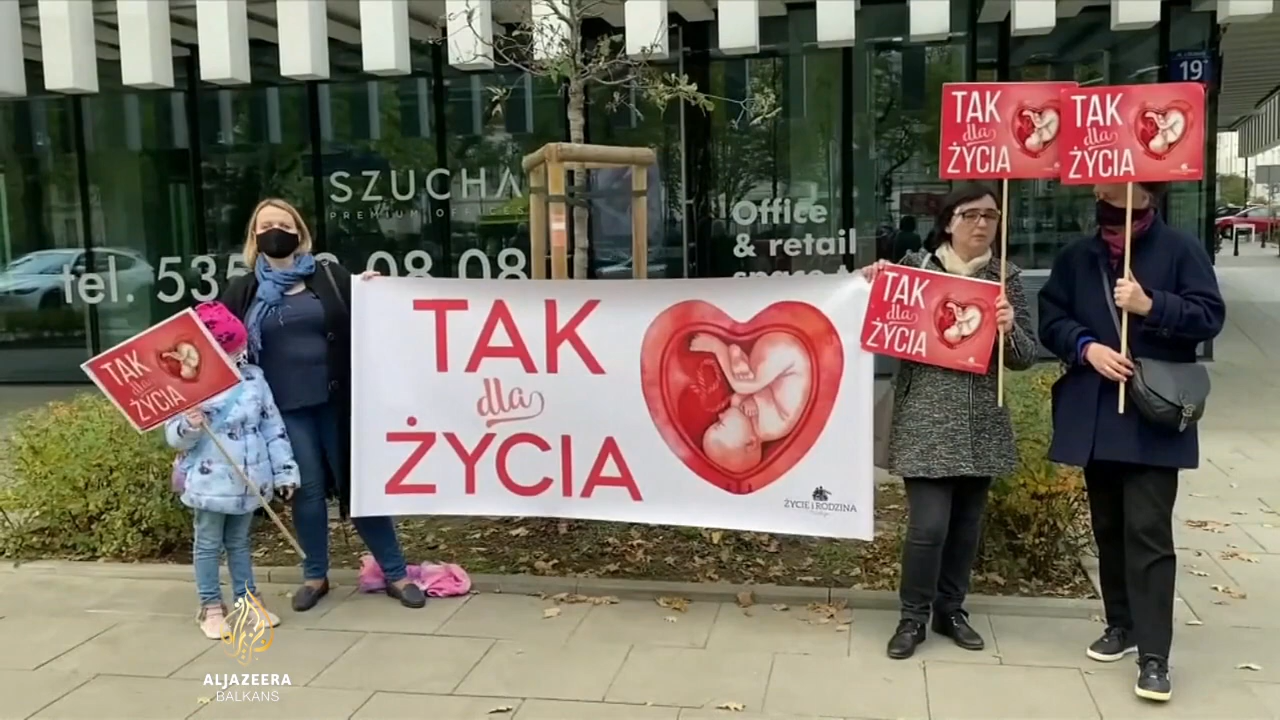 SZUCHA
PREMIUM OFFICES
Office
& retail
tel. 535
08 08
19
TAK
dla
ŻYCIA
TAK
dla
ŻYCIA
TAK
dla
ŻYCIA
TAK
dla
ŻYCIA
TAK
dla
ŻYCIA
ŻYCIE i RODZINA
ALJAZEERA
BALKANS